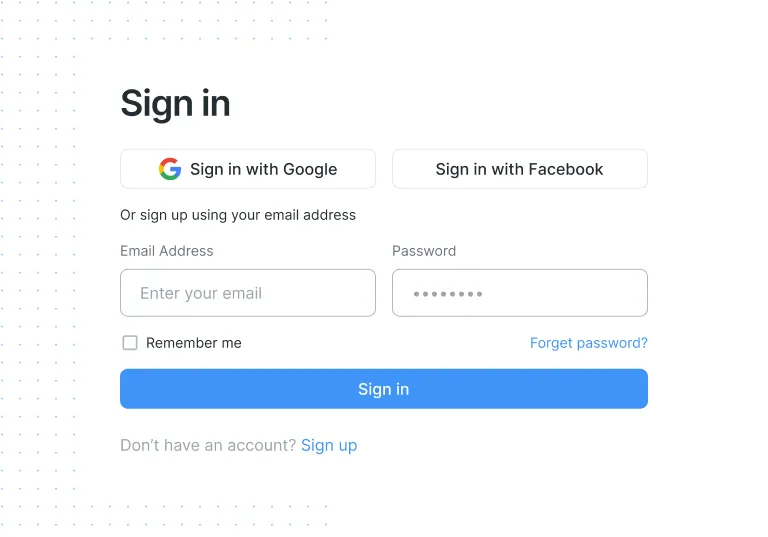 Sign in
Sign in with Google Sign in with Facebook
Or sign up using your email address
Email Address Password
Enter your email ••••••••
Remember me Forget password?
Sign in
Don’t have an account? Sign up